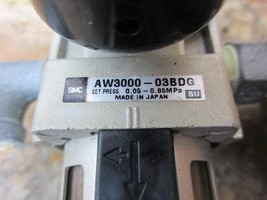 SMC AW3000-03BDG
SET PRESS. 0.05-0.85MPa
MADE IN JAPAN BU